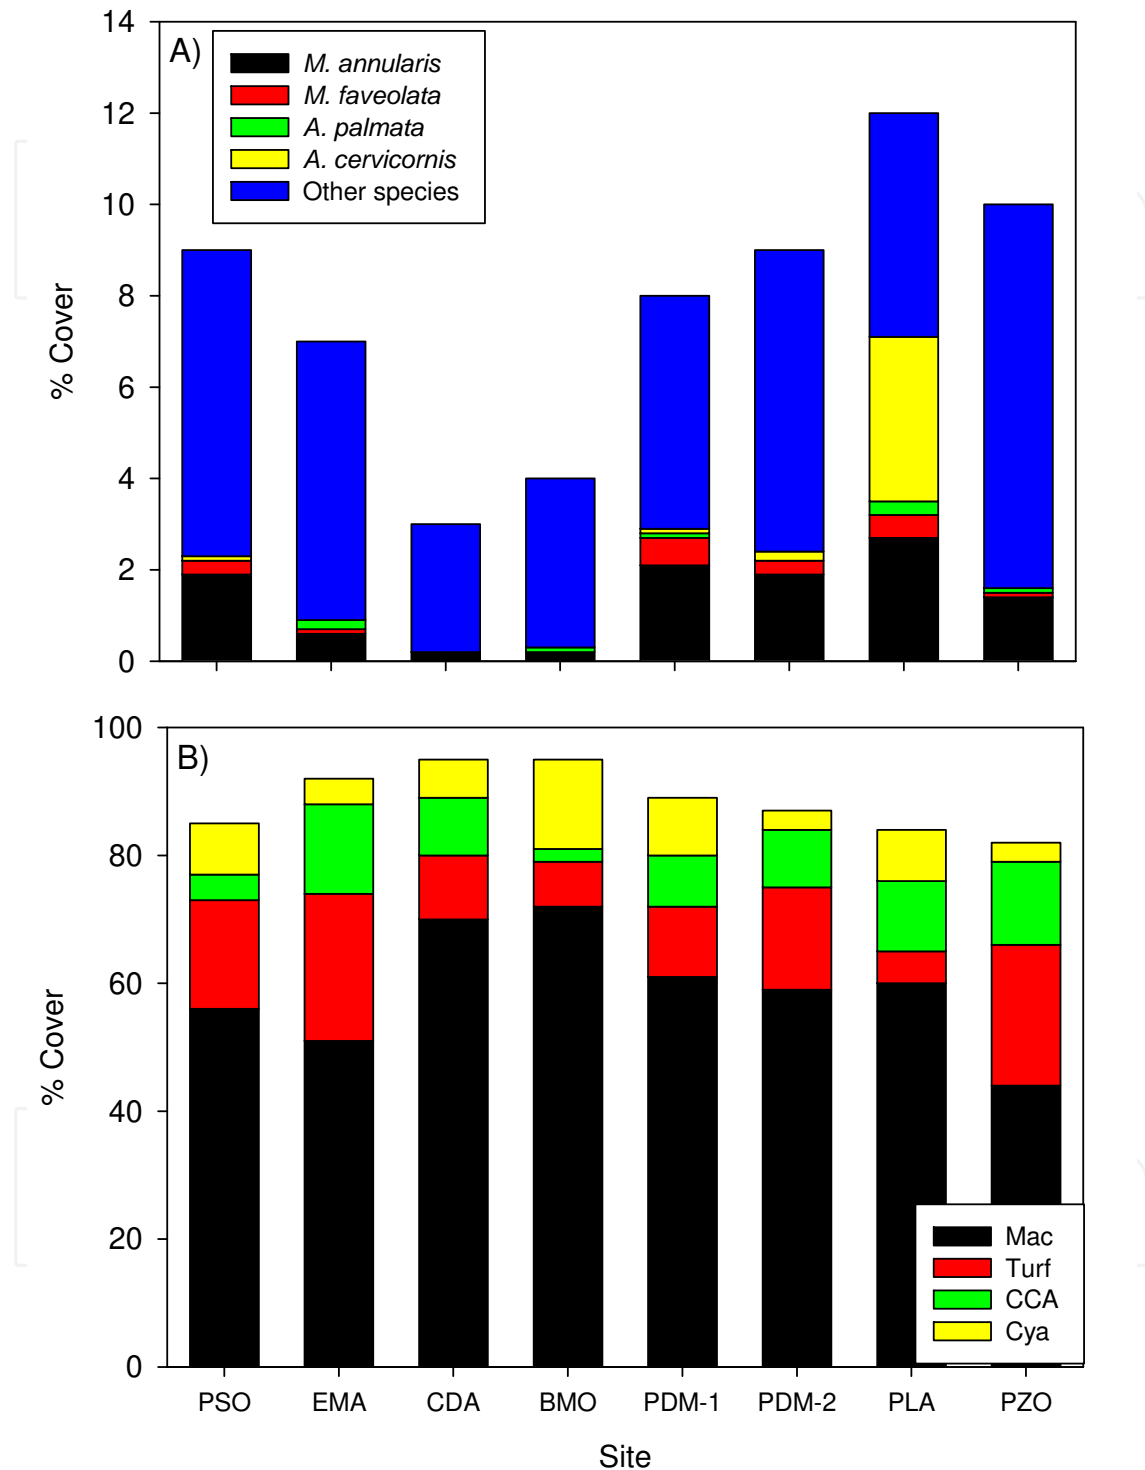 14
12
10
8
6
4
2
0
% Cover
A)
M. annularis
M. faveolata
A. palmata
A. cervicornis
Other species
100
80
60
40
20
0
% Cover
B)
Mac
Turf
CCA
Cya
PSO EMA CDA BMO PDM-1 PDM-2 PLA PZO
Site